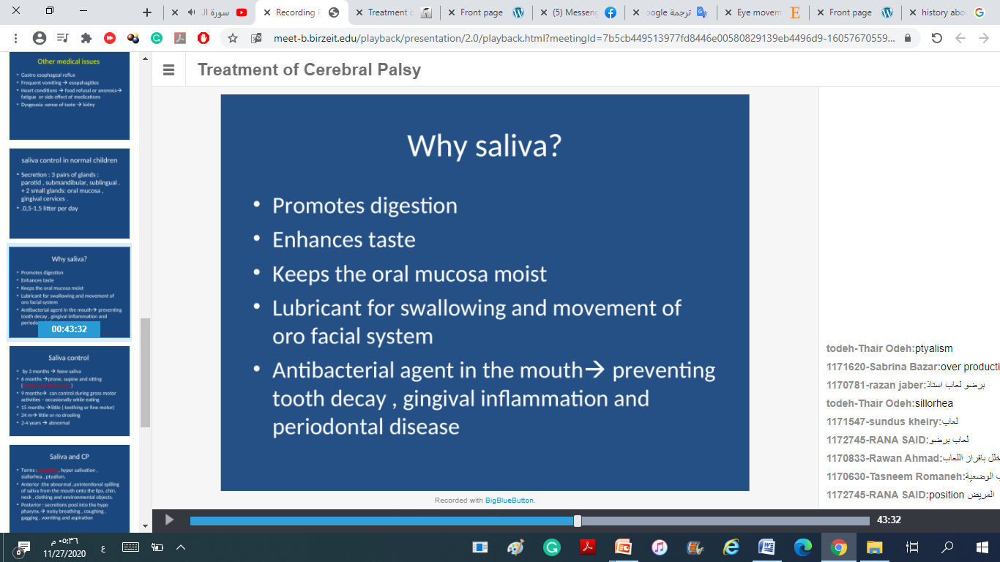 سورة الـ
Recording P
Treatment o
Front page
(5) Messeng
ترجمة oogle
Eye movem
Front page
history abou
meet-b.birzeit.edu/playback/presentation/2.0/playback.html?meetingId=7b5cb449513977fd8446e00580829139eb4496d9-16057670559...
Other medical issues
• Gastro esophageal reflux
• Frequent vomiting → esopahagities
• Heart conditions → food refusal or anorexia→
fatigue or side effect of medications
• Dysgeusia :sense of taste → kidny
saliva control in normal children
• Secretion : 3 pairs of glands :
parotid , submandibular, sublingual .
+ 2 small glands: oral mucosa ,
gingival cervices .
• .0,5-1.5 litter per day
Why saliva?
• Promotes digestion
• Enhances taste
• Keeps the oral mucosa moist
• Lubricant for swallowing and movement of
oro facial system
• Antibacterial agent in the mouth→ preventing
tooth decay , gingival inflammation and
00:43:32
Saliva control
• by 3 months → feew saliva
• 6 months →prone, supine and sitting
• 9 months→ can control during gross motor
activities – occasionally while eating
• 15 months →little ( teething or fine motor)
• 24 m→ little or no drooling
• 2-4 years → abnormal
Saliva and CP
• Terms : , hyper salivation ,
siallorhea , ptyalism.
• Anterior :the abnormal ,unintentional spilling
of saliva from the mouth onto the lips, chin,
neck , clothing and environmental objects.
• Posterior : secretions pool into the hypo
pharynx.→ noisy breathing , coughing ,
gagging , vomiting and aspiration
Treatment of Cerebral Palsy
Why saliva?
• Promotes digestion
• Enhances taste
• Keeps the oral mucosa moist
• Lubricant for swallowing and movement of
oro facial system
• Antibacterial agent in the mouth→ preventing
tooth decay , gingival inflammation and
periodontal disease
Recorded with BigBlueButton.
43:32
todeh-Thair Odeh:ptyalism
1171620-Sabrina Bazar:over producti
1170781-razan jaber:برضو لعاب استاذ
todeh-Thair Odeh:sillorhea
1171547-sundus kheiry:لعاب
1172745-RANA SAID:لعاب برضو
1170833-Rawan Ahmad:خلل بافراز اللعاب
1170630-Tasneem Romaneh:ب الوضعية
1172745-RANA SAID:position المريض
٠٥:٣٦ م
11/27/2020
ع